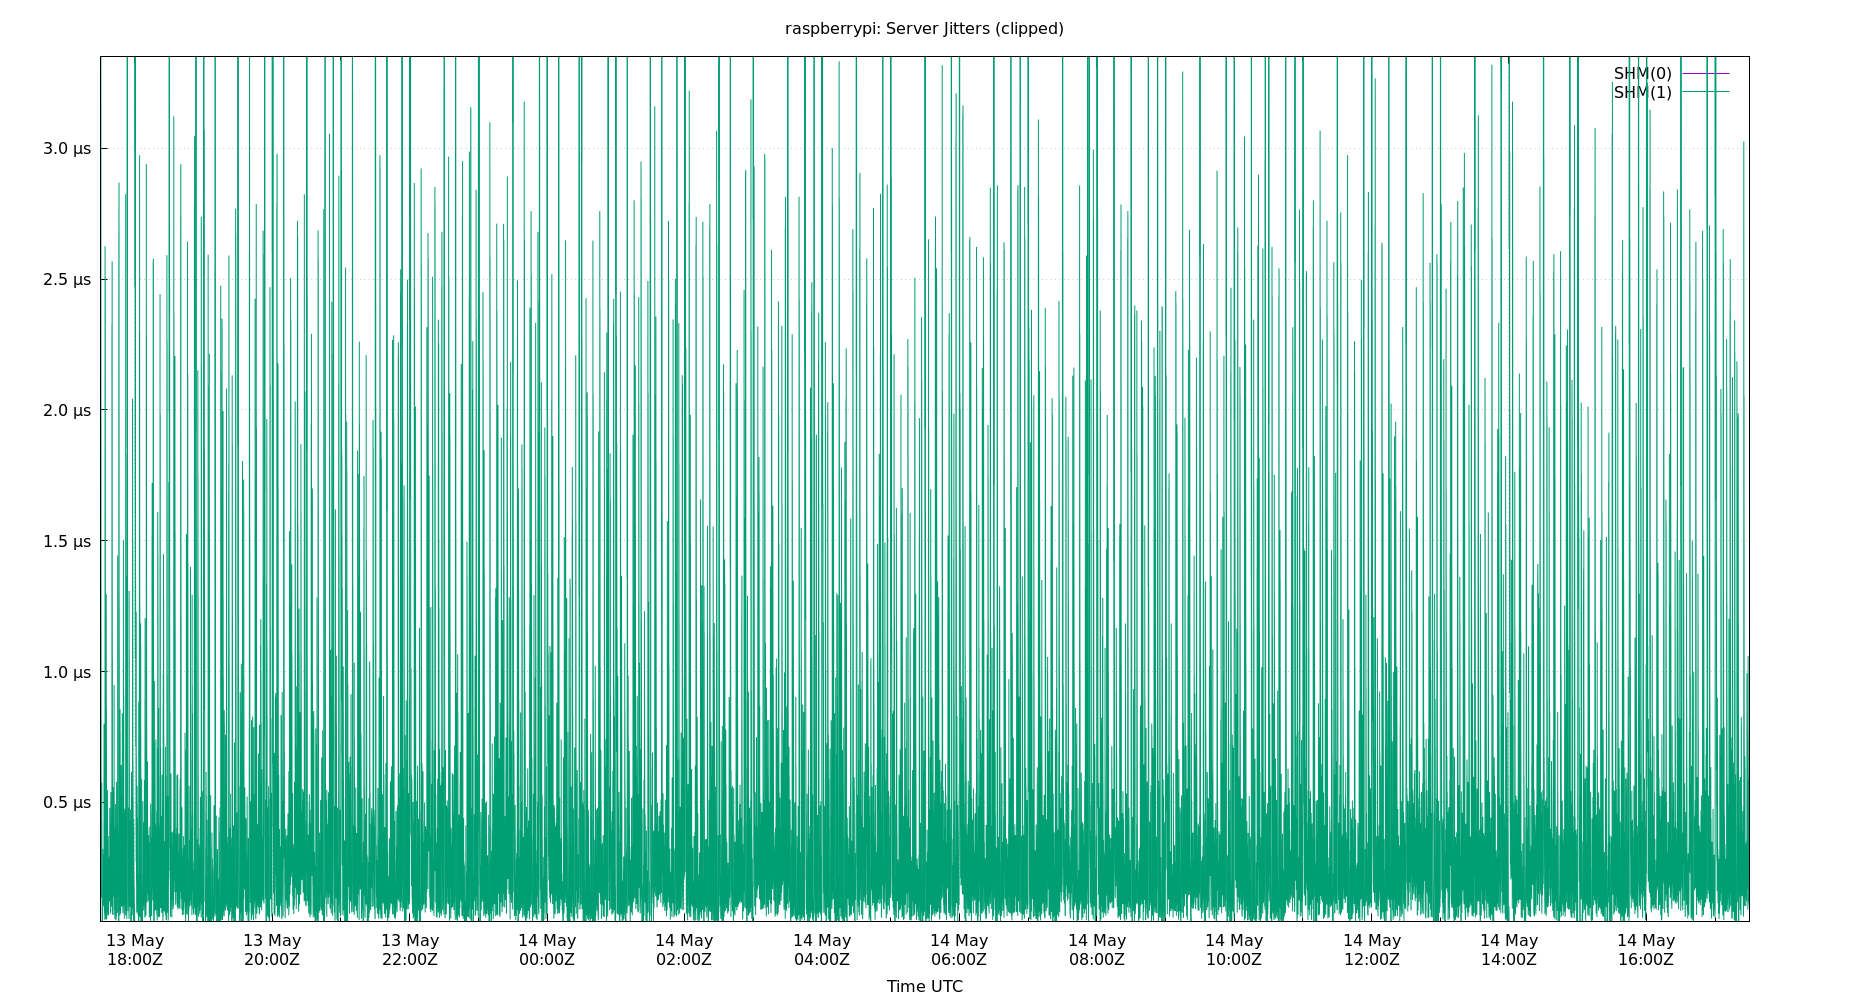 raspberrypi: Server Jitters (clipped)
SHM(0)
SHM(1)
3.0 µs
2.5 µs
2.0 µs
1.5 µs
1.0 µs
0.5 µs
13 May 13 May 13 May 14 May 14 May 14 May 14 May 14 May 14 May 14 May 14 May 14 May
18:00Z 20:00Z 22:00Z 00:00Z 02:00Z 04:00Z 06:00Z 08:00Z 10:00Z 12:00Z 14:00Z 16:00Z
Time UTC